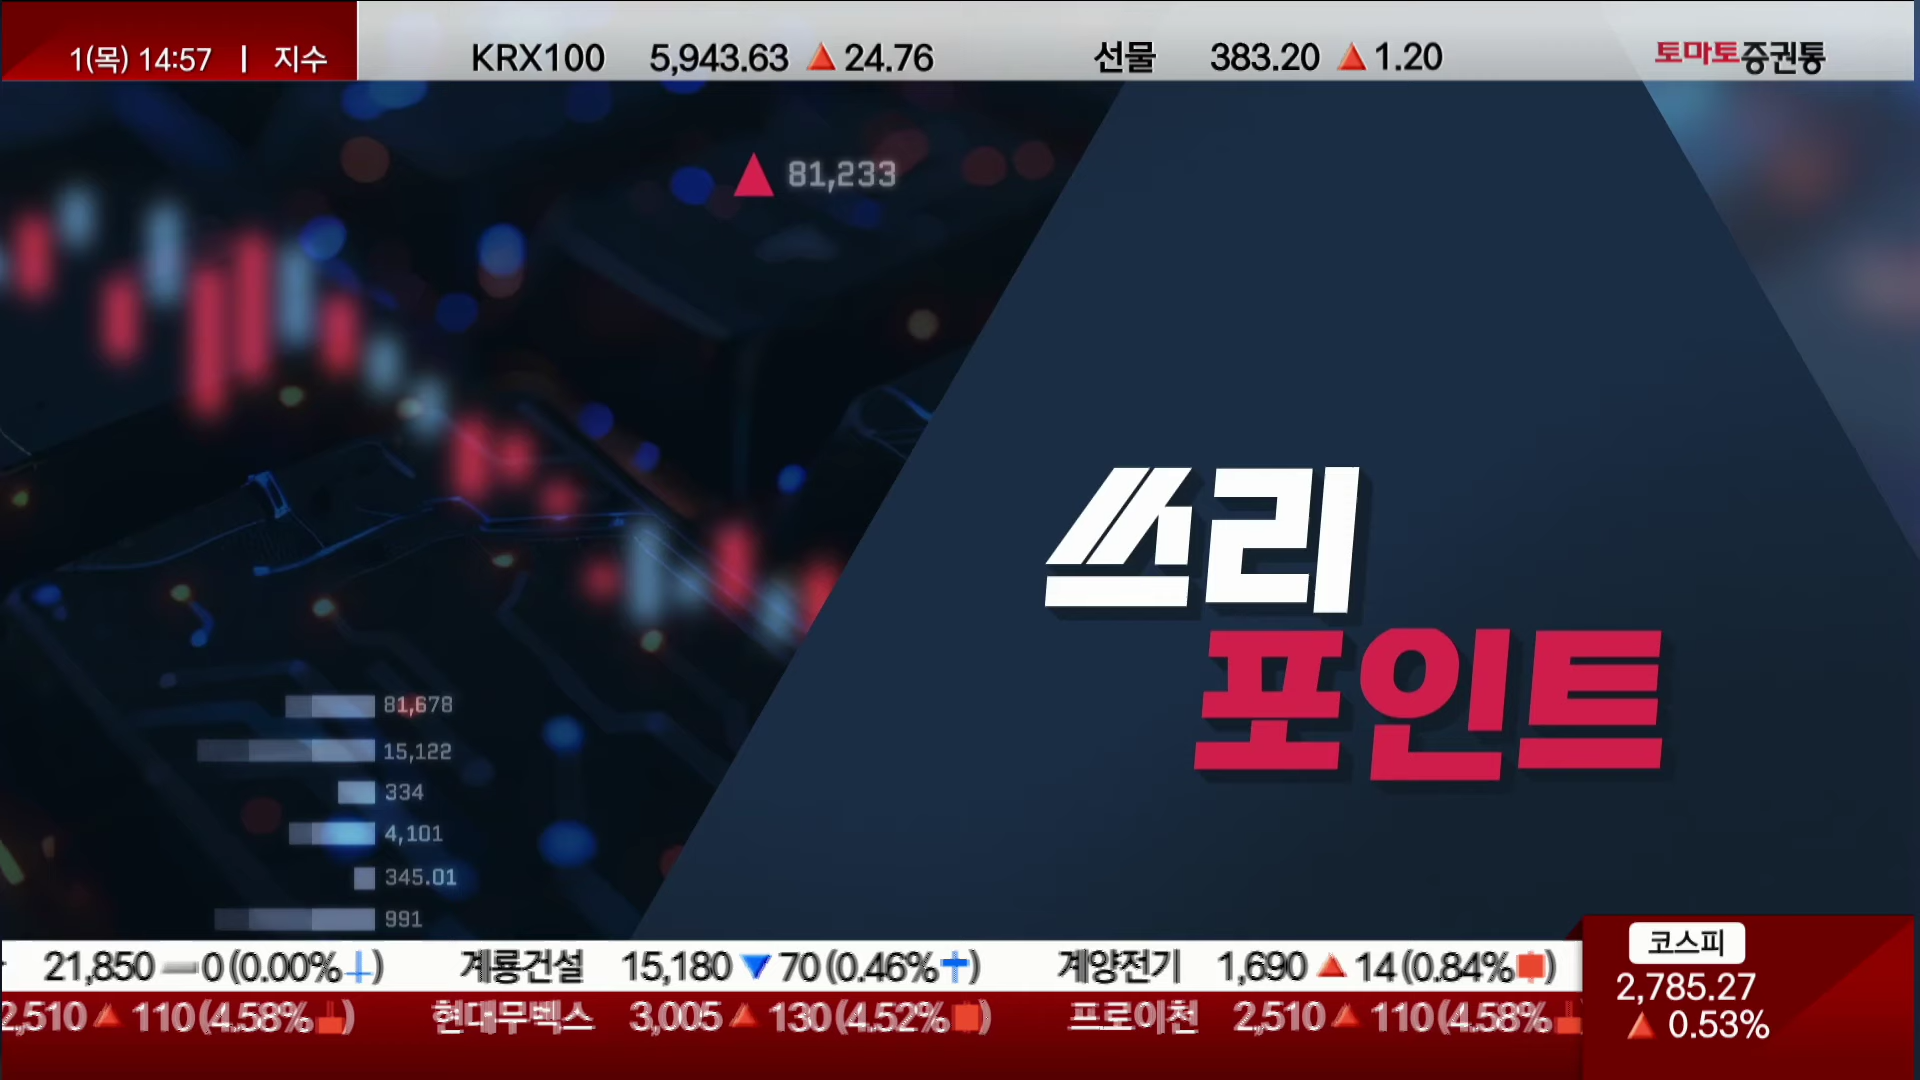 1(목) 14:57 | 지수
KRX100 5,943.63 ▲ 24.76 선물 383.20 ▲ 1.20
토마토증권통
▲ 81,233
쓰리
포인트
81,678
15,122
334
4,101
345.01
991
21,850 0 (0.00%) 계룡건설 15,180 ▼ 70 (0.46%) 계양전기 1,690 ▲ 14 (0.84%)
2,510 ▲ 110 (4.58%) 현대무벡스 3,005 ▲ 130 (4.52%) 프로이천 2,510 ▲ 110 (4.58%)
코스피
2,785.27
▲ 0.53%